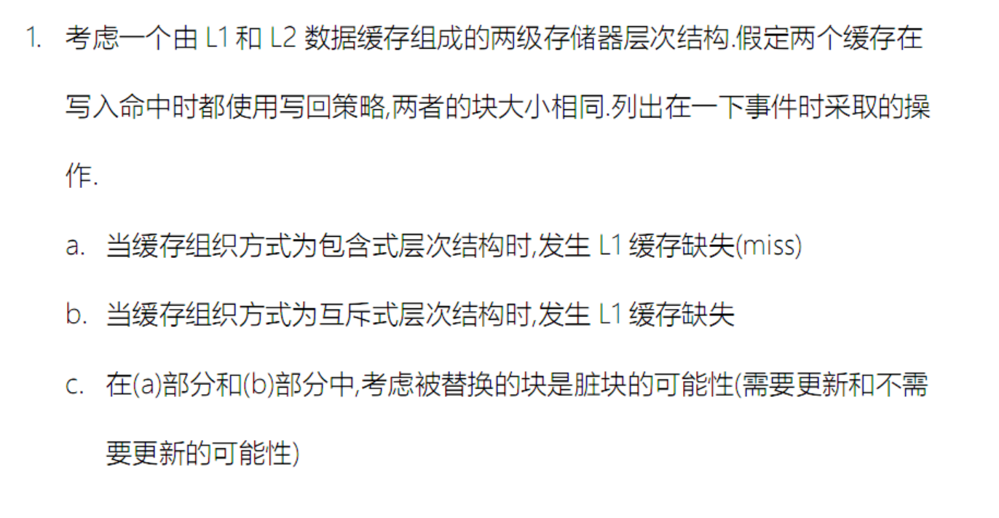 1. 考虑一个由 L1 和 L2 数据缓存组成的两级存储器层次结构.假定两个缓存在
写入命中时都使用写回策略,两者的块大小相同.列出在一下事件时采取的操
作.
a. 当缓存组织方式为包含式层次结构时,发生 L1 缓存缺失(miss)
b. 当缓存组织方式为互斥式层次结构时,发生 L1 缓存缺失
c. 在(a)部分和(b)部分中,考虑被替换的块是脏块的可能性(需要更新和不需
要更新的可能性)